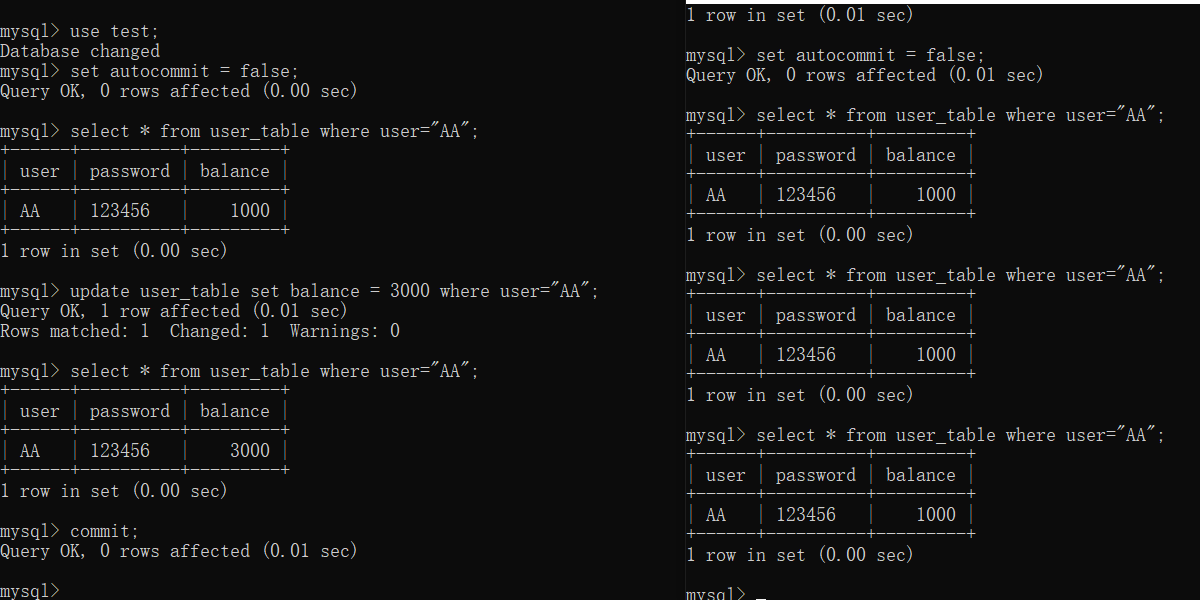 mysql> use test;
Database changed
mysql> set autocommit = false;
Query OK, 0 rows affected (0.00 sec)
mysql> select * from user_table where user="AA";
+------+----------+---------+
| user | password | balance |
+------+----------+---------+
| AA   | 123456   |    1000 |
+------+----------+---------+
1 row in set (0.00 sec)
mysql> update user_table set balance = 3000 where user="AA";
Query OK, 1 row affected (0.01 sec)
Rows matched: 1  Changed: 1  Warnings: 0
mysql> select * from user_table where user="AA";
+------+----------+---------+
| user | password | balance |
+------+----------+---------+
| AA   | 123456   |    3000 |
+------+----------+---------+
1 row in set (0.00 sec)
mysql> commit;
Query OK, 0 rows affected (0.01 sec)
mysql>
1 row in set (0.01 sec)
mysql> set autocommit = false;
Query OK, 0 rows affected (0.01 sec)
mysql> select * from user_table where user="AA";
+------+----------+---------+
| user | password | balance |
+------+----------+---------+
| AA   | 123456   |    1000 |
+------+----------+---------+
1 row in set (0.00 sec)
mysql> select * from user_table where user="AA";
+------+----------+---------+
| user | password | balance |
+------+----------+---------+
| AA   | 123456   |    1000 |
+------+----------+---------+
1 row in set (0.00 sec)
mysql> select * from user_table where user="AA";
+------+----------+---------+
| user | password | balance |
+------+----------+---------+
| AA   | 123456   |    1000 |
+------+----------+---------+
1 row in set (0.00 sec)
mysql> _